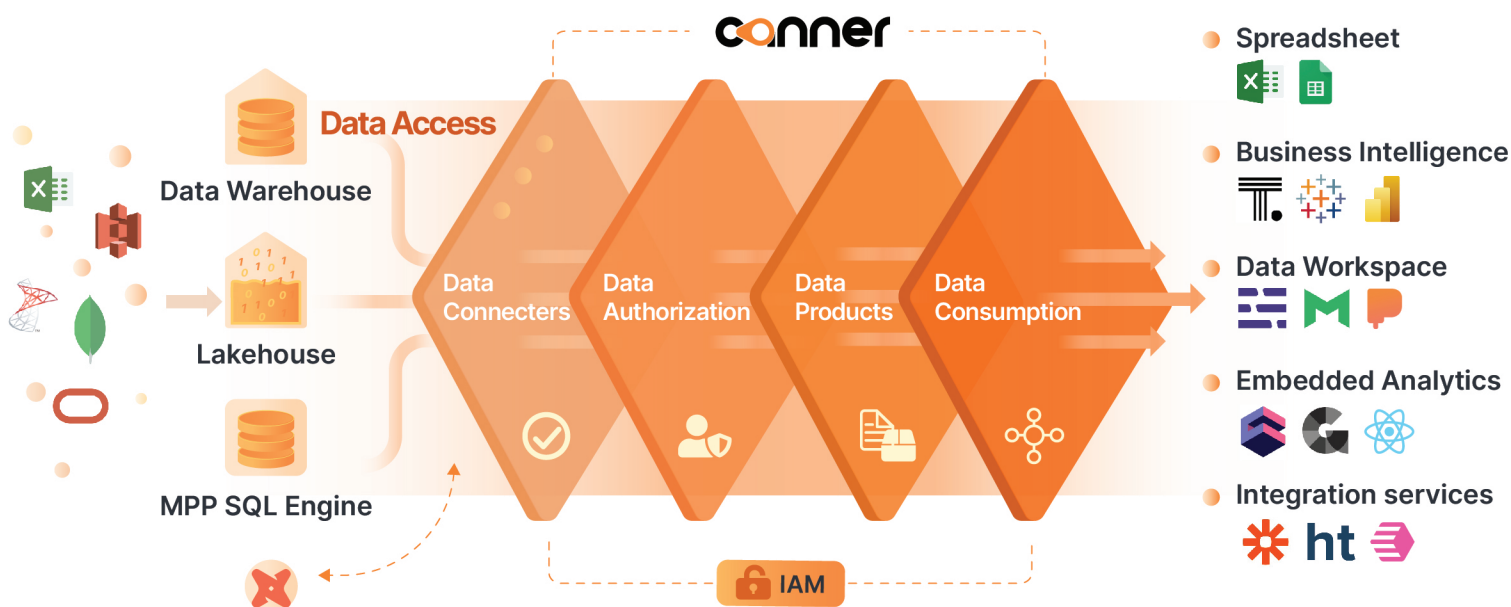 canner
Spreadsheet
Data Access
Business Intelligence
Data Warehouse
Data Workspace
Data
Connecters
Data
Authorization
Data
Products
Data
Consumption
Lakehouse
Embedded Analytics
MPP SQL Engine
Integration services
ht
IAM